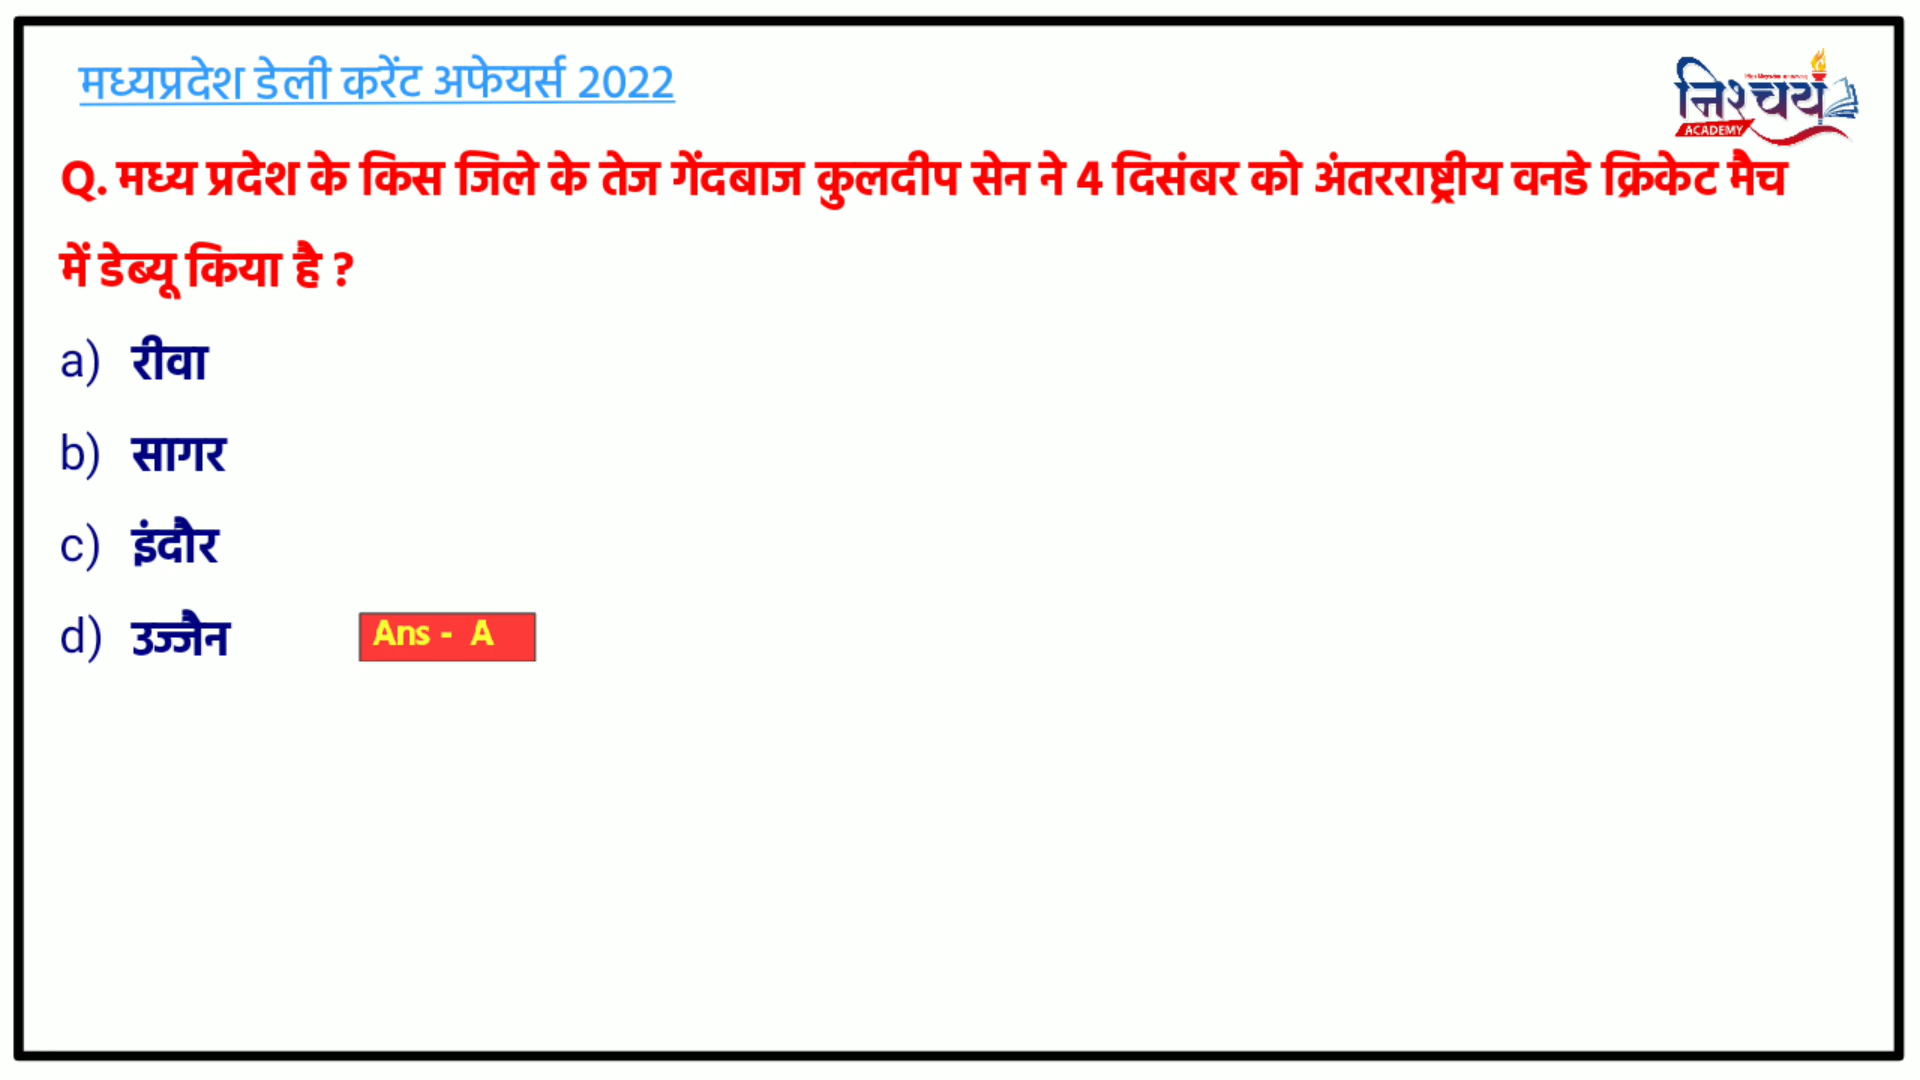 मध्यप्रदेश डेली करेंट अफेयर्स 2022
निश्चय
ACADEMY
Q. मध्य प्रदेश के किस जिले के तेज गेंदबाज कुलदीप सेन ने 4 दिसंबर को अंतरराष्ट्रीय वनडे क्रिकेट मैच
में डेब्यू किया है ?
a) रीवा
b) सागर
c) इंदौर
d) उज्जैन
Ans - A